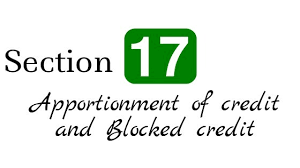 Section 17
Apportionment of credit
and Blocked credit